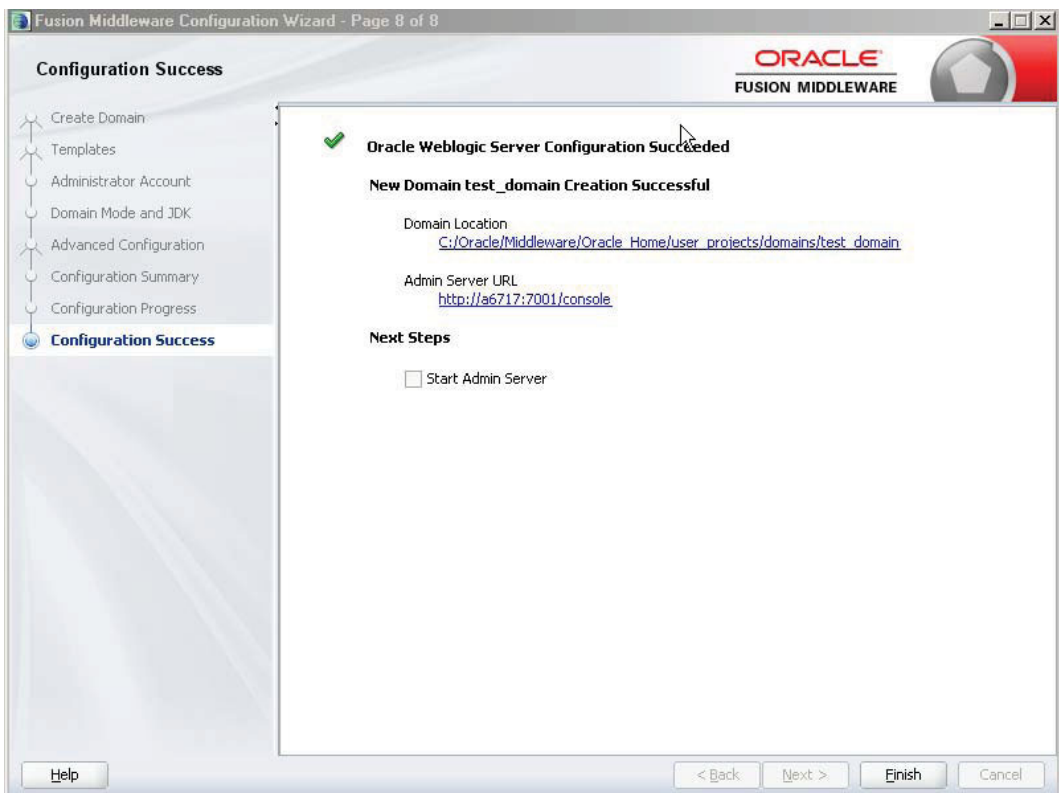 Fusion Middleware Configuration Wizard - Page 8 of 8
Configuration Success
ORACLE
FUSION MIDDLEWARE
Create Domain
Templates
Administrator Account
Domain Mode and JDK
Advanced Configuration
Configuration Summary
Configuration Progress
Configuration Success
Oracle Weblogic Server Configuration Succeeded
New Domain test_domain Creation Successful
Domain Location
C:/Oracle/Middleware/Oracle_Home/user_projects/domains/test_domain
Admin Server URL
http://a6717:7001/console
Next Steps
Start Admin Server
Help
< Back
Next >
Finish
Cancel